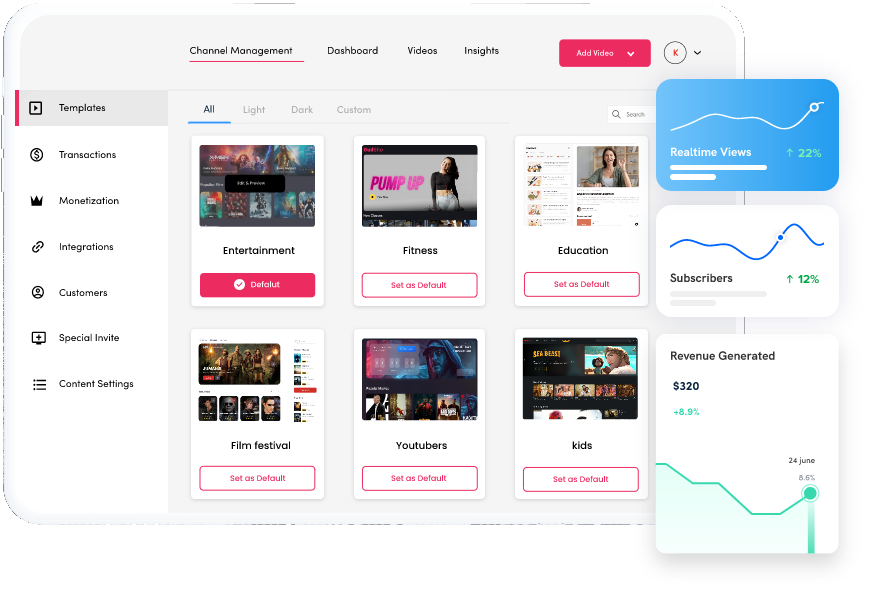 Channel Management
Dashboard
Videos
Insights
Add Video
K
Templates
Transactions
Monetization
Integrations
Customers
Special Invite
Content Settings
All
Light
Dark
Custom
Search
Edit & Preview
Entertainment
Defalut
PUMP UP
Fitness
Set as Default
Education
Set as Default
Film festival
Set as Default
Youtubers
Set as Default
SEA BEAST
kids
Set as Default
Realtime Views
↑ 22%
Subscribers
↑ 12%
Revenue Generated
$320
+8.9%
24 june
8.6%